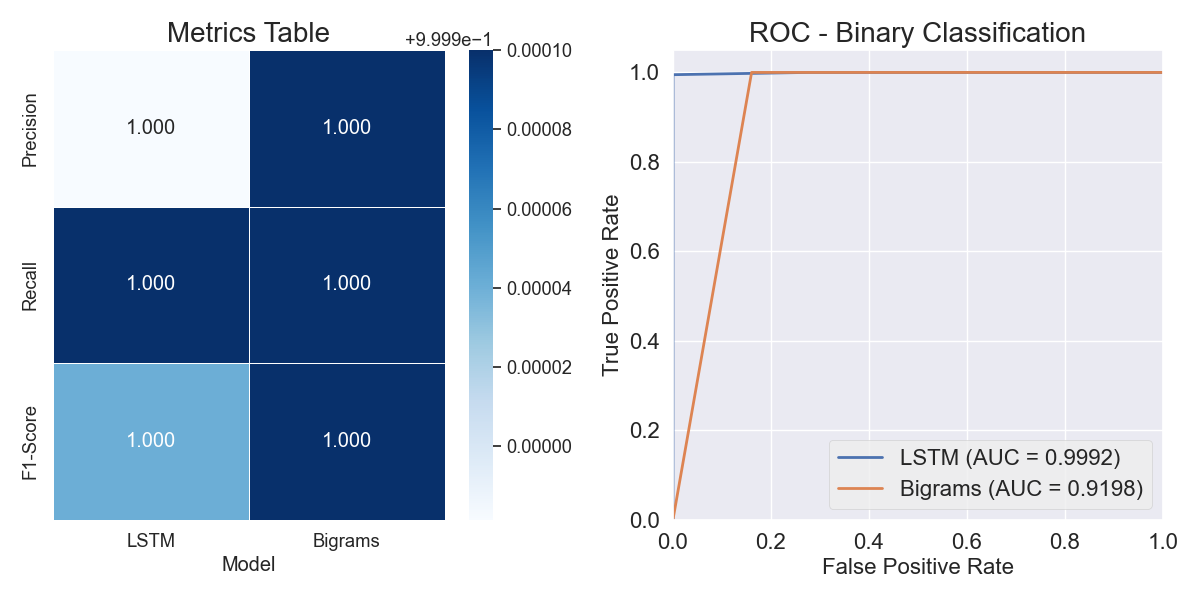 Metrics Table
+9.999e−1
Precision
Recall
F1-Score
1.000 1.000
1.000 1.000
1.000 1.000
LSTM Bigrams
Model
0.00010
0.00008
0.00006
0.00004
0.00002
0.00000
ROC - Binary Classification
True Positive Rate
1.0
0.8
0.6
0.4
0.2
0.0
LSTM (AUC = 0.9992)
Bigrams (AUC = 0.9198)
0.0 0.2 0.4 0.6 0.8 1.0
False Positive Rate